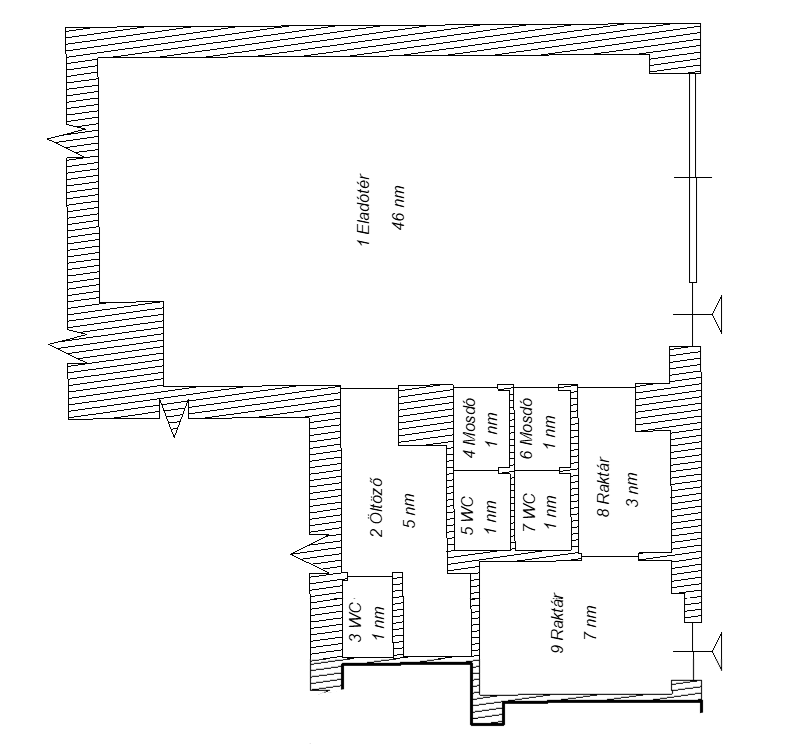 1 Eladótér
46 nm
2 Öltöző
5 nm
3 WC
1 nm
4 Mosdó
1 nm
5 WC
1 nm
6 Mosdó
1 nm
7 WC
1 nm
8 Raktár
3 nm
9 Raktár
7 nm